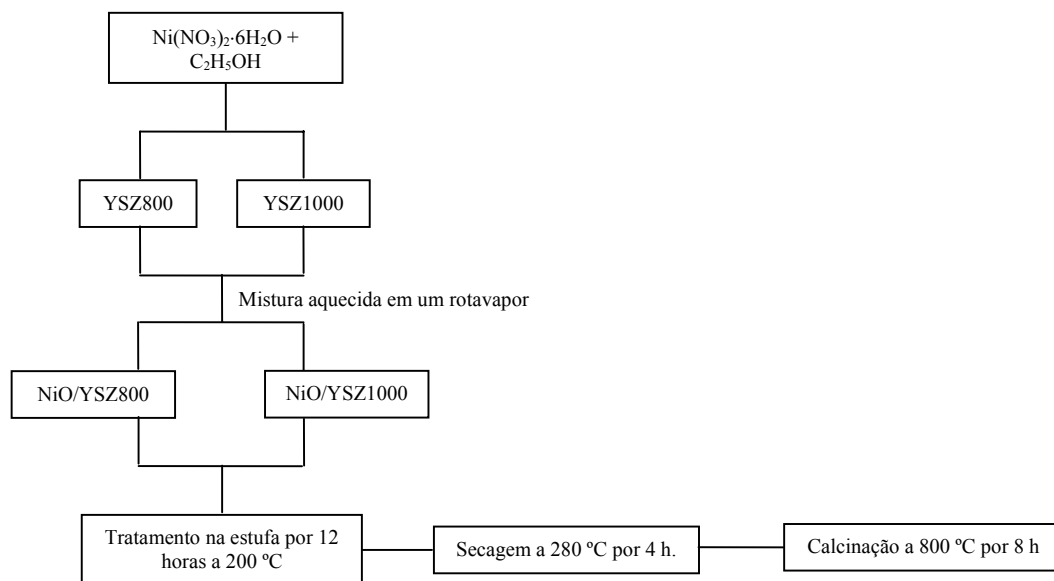 Ni(NO₃)₂·6H₂O +
C₂H₅OH
YSZ800
YSZ1000
Mistura aquecida em um rotavapor
NiO/YSZ800
NiO/YSZ1000
Tratamento na estufa por 12
horas a 200 ºC
Secagem a 280 ºC por 4 h.
Calcinação a 800 ºC por 8 h